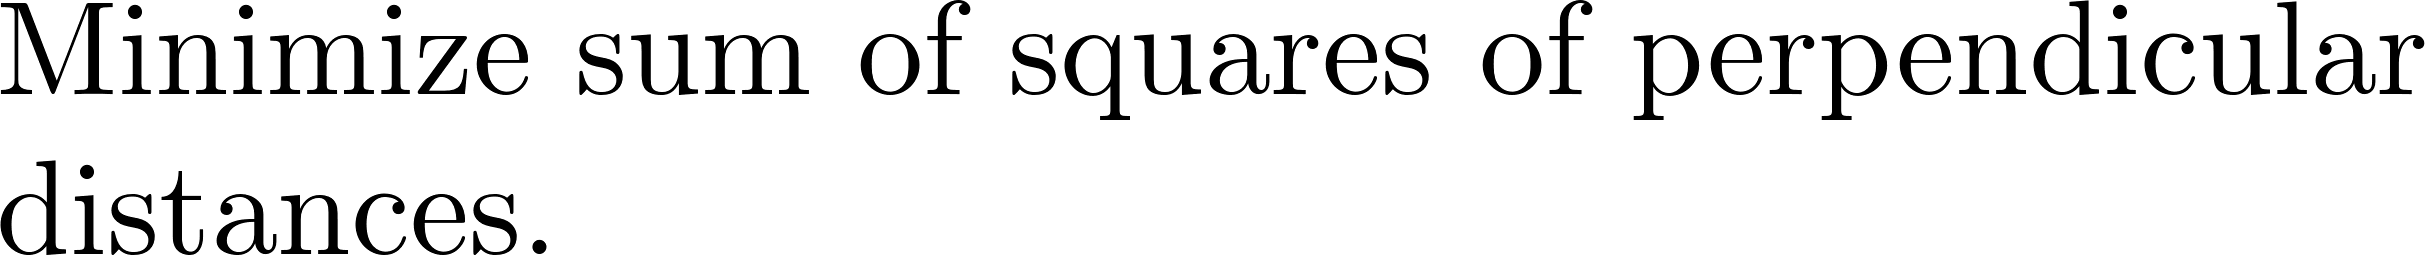 Minimize sum of squares of perpendicular
distances.